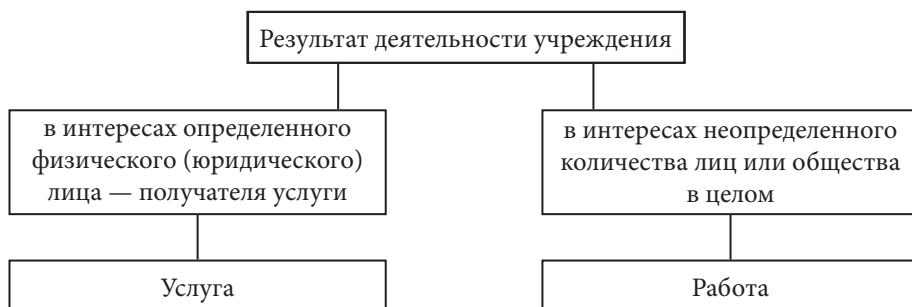 Результат деятельности учреждения
в интересах определенного
физического (юридического)
лица — получателя услуги
в интересах неопределенного
количества лиц или общества
в целом
Услуга
Работа